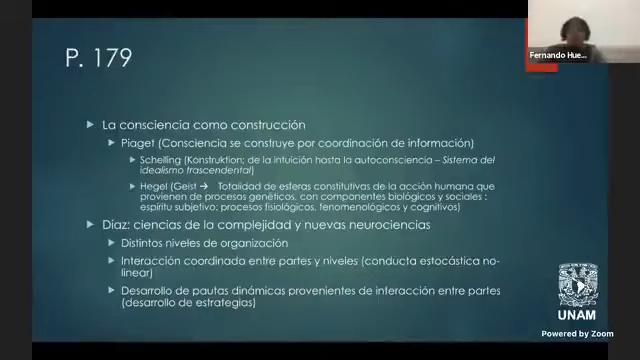 Fernando Hue...
P. 179
La consciencia como construcción
Piaget (Consciencia se construye por coordinación de información)
Schelling (Konstruktion; de la intuición hasta la autoconsciencia – Sistema del
idealismo trascendental)
Hegel (Geist → Totalidad de esferas constitutivas de la acción humana que
provienen de procesos genéticos, con componentes biológicos y sociales :
espíritu subjetivo; procesos fisiológicos, fenomenológicos y cognitivos)
Díaz: ciencias de la complejidad y nuevas neurociencias
Distintos niveles de organización
Interacción coordinada entre partes y niveles (conducta estocástica no-
linear)
Desarrollo de pautas dinámicas provenientes de interacción entre partes
(desarrollo de estrategias)
UNAM
Powered by Zoom